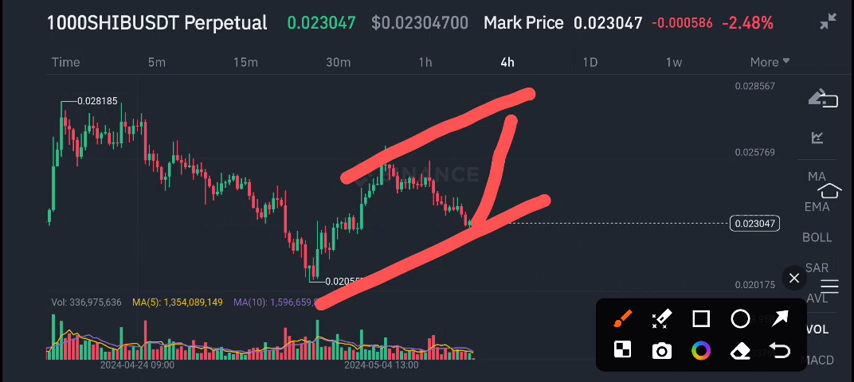 1000SHIBUSDT Perpetual 0.023047 $0.02304700 Mark Price 0.023047 -0.000586 -2.48%
Time 5m 15m 30m 1h 4h 1D 1w More
0.028567
0.028185
0.025769
BINANCE
MA
EMA
0.023047
BOLL
SAR
0.020175
AVL
Vol: 336,975,636 MA(5): 1,354,089,149 MA(10): 1,596,659,
VOL
MACD
2024-04-24 09:00 2024-05-04 13:00